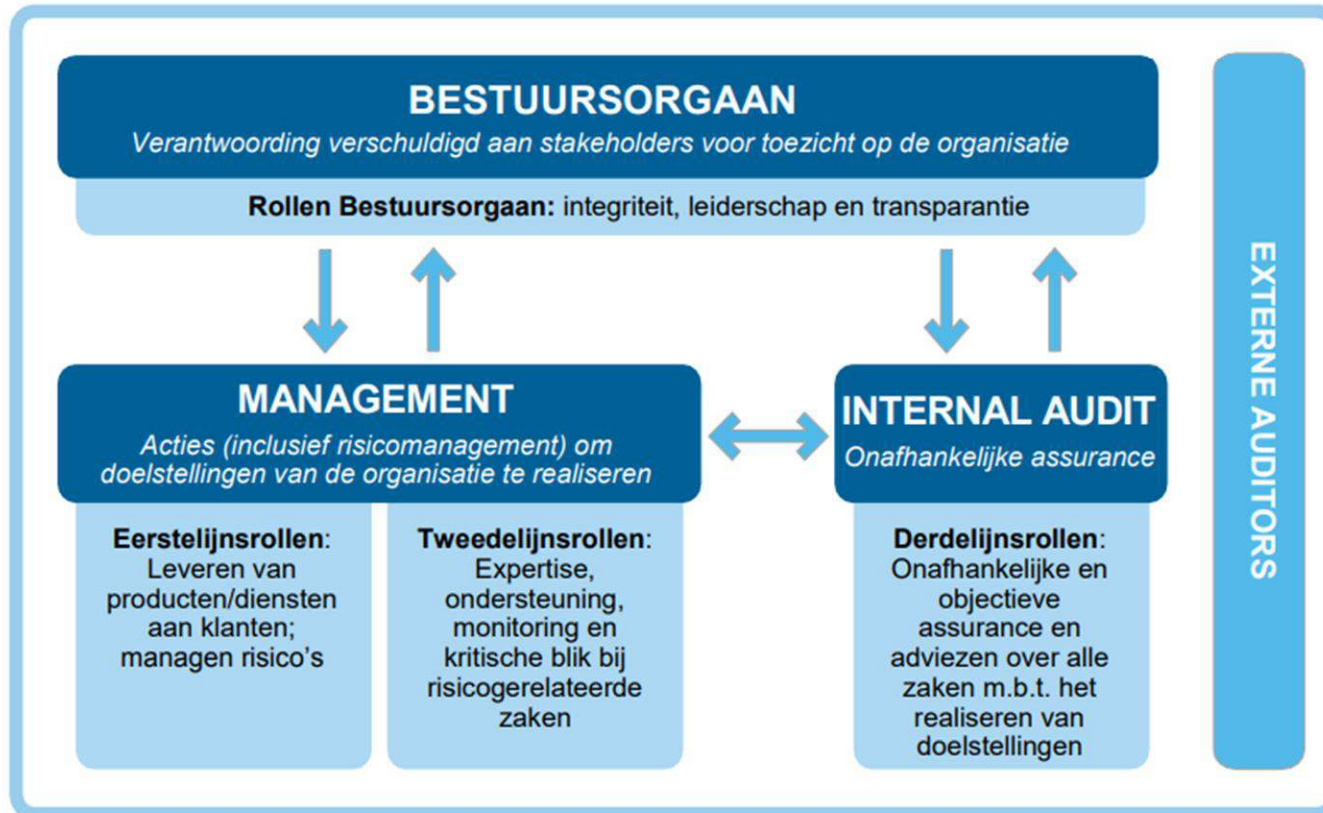 BESTUURSORGAAN
Verantwoording verschuldigd aan stakeholders voor toezicht op de organisatie
Rollen Bestuursorgaan: integriteit, leiderschap en transparantie
MANAGEMENT
Acties (inclusief risicomanagement) om
doelstellingen van de organisatie te realiseren
Eerstelijnsrollen:
Leveren van
producten/diensten
aan klanten;
managen risico's
Tweedelijnsrollen:
Expertise,
ondersteuning,
monitoring en
kritische blik bij
risicogerelateerde
zaken
INTERNAL AUDIT
Onafhankelijke assurance
Derdelijnsrollen:
Onafhankelijke en
objectieve
assurance en
adviezen over alle
zaken m.b.t. het
realiseren van
doelstellingen
EXTERNE AUDITORS